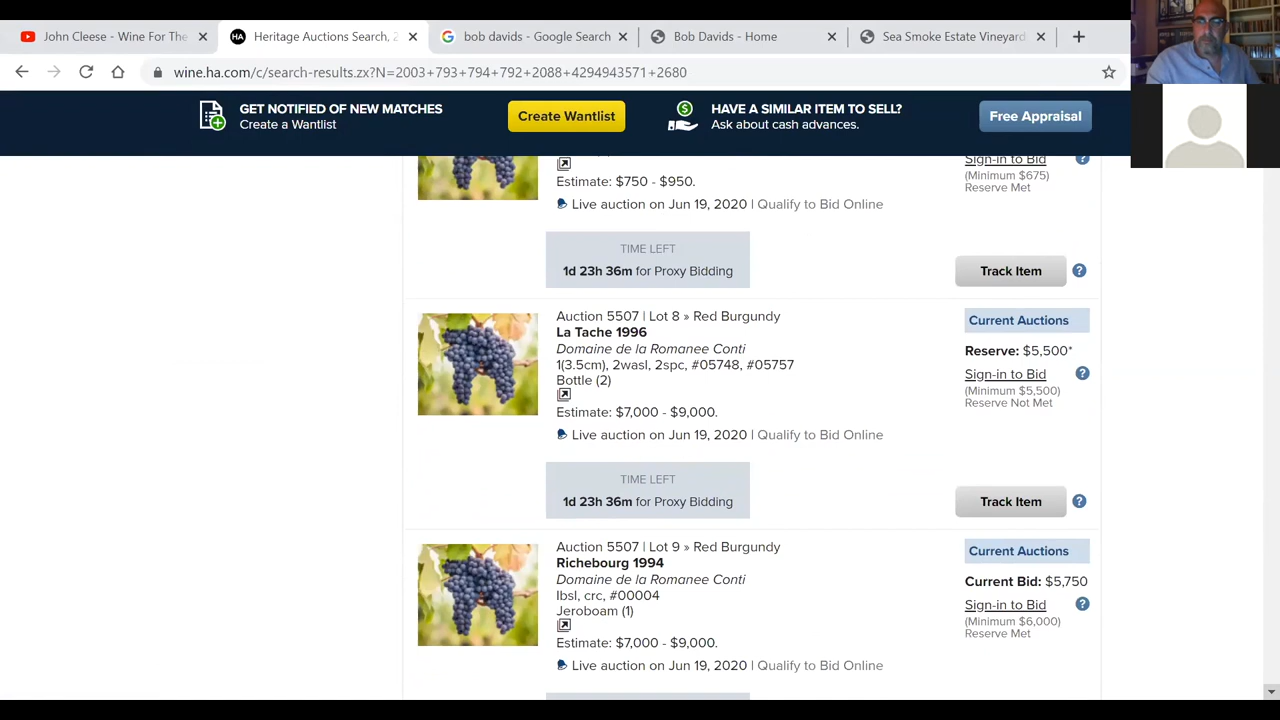 John Cleese - Wine For The
Heritage Auctions Search, 2
bob davids - Google Search
Bob Davids - Home
Sea Smoke Estate Vineyard
wine.ha.com/c/search-results.zx?N=2003+793+794+792+2088+4294943571+2680
GET NOTIFIED OF NEW MATCHES
Create a Wantlist
Create Wantlist
HAVE A SIMILAR ITEM TO SELL?
Ask about cash advances.
Free Appraisal
Estimate: $750 - $950.
Live auction on Jun 19, 2020 | Qualify to Bid Online
Sign-in to Bid
(Minimum $675)
Reserve Met
TIME LEFT
1d 23h 36m for Proxy Bidding
Track Item
Auction 5507 | Lot 8 » Red Burgundy
La Tache 1996
Domaine de la Romanee Conti
1(3.5cm), 2wasl, 2spc, #05748, #05757
Bottle (2)
Estimate: $7,000 - $9,000.
Live auction on Jun 19, 2020 | Qualify to Bid Online
Current Auctions
Reserve: $5,500*
Sign-in to Bid
(Minimum $5,500)
Reserve Not Met
TIME LEFT
1d 23h 36m for Proxy Bidding
Track Item
Auction 5507 | Lot 9 » Red Burgundy
Richebourg 1994
Domaine de la Romanee Conti
lbsl, crc, #00004
Jeroboam (1)
Estimate: $7,000 - $9,000.
Live auction on Jun 19, 2020 | Qualify to Bid Online
Current Auctions
Current Bid: $5,750
Sign-in to Bid
(Minimum $6,000)
Reserve Met